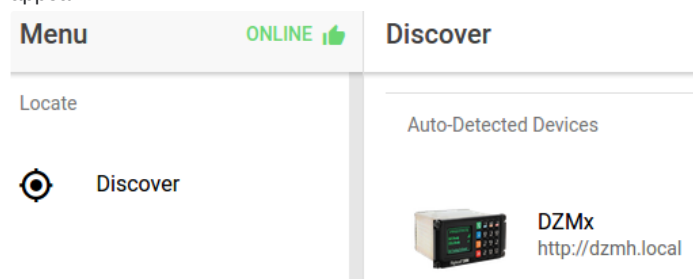 Menu
ONLINE
Discover
Locate
Auto-Detected Devices
Discover
DZMx
http://dzmh.local